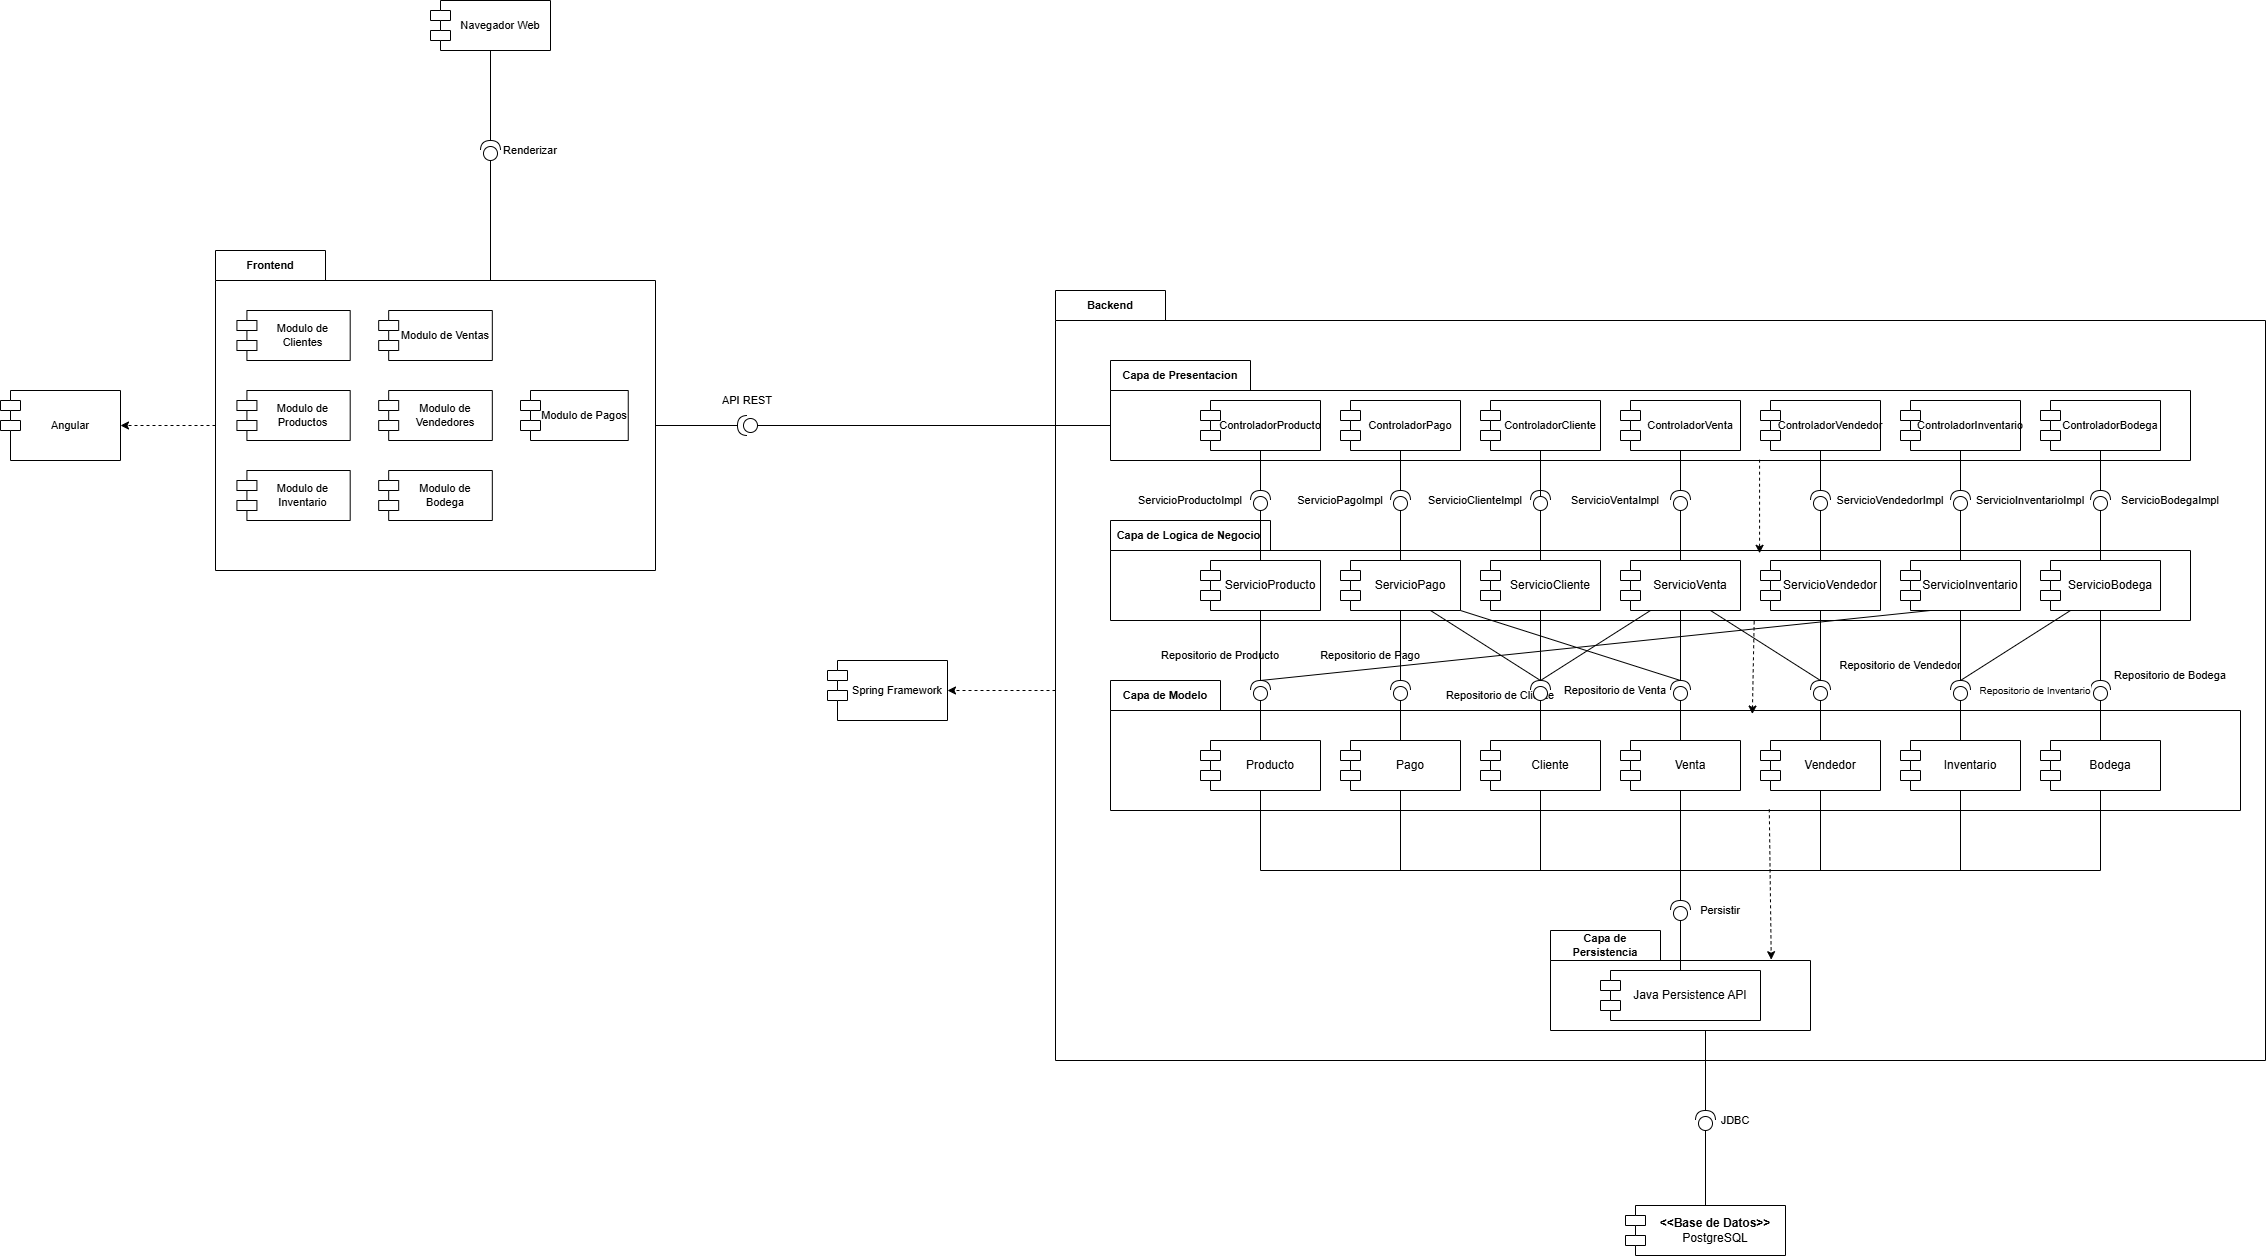 Navegador Web
Renderizar
Frontend
Modulo de
Clientes
Modulo de Ventas
Modulo de
Productos
Modulo de
Vendedores
Modulo de Pagos
Modulo de
Inventario
Modulo de
Bodega
Angular
API REST
Backend
Capa de Presentacion
ControladorProducto
ControladorPago
ControladorCliente
ControladorVenta
ControladorVendedor
ControladorInventario
ControladorBodega
ServicioProductoImpl
ServicioPagoImpl
ServicioClienteImpl
ServicioVentaImpl
ServicioVendedorImpl
ServicioInventarioImpl
ServicioBodegaImpl
Capa de Logica de Negocio
ServicioProducto
ServicioPago
ServicioCliente
ServicioVenta
ServicioVendedor
ServicioInventario
ServicioBodega
Repositorio de Producto
Repositorio de Pago
Repositorio de Cliente
Repositorio de Venta
Repositorio de Vendedor
Repositorio de Inventario
Repositorio de Bodega
Spring Framework
Capa de Modelo
Producto
Pago
Cliente
Venta
Vendedor
Inventario
Bodega
Persistir
Capa de
Persistencia
Java Persistence API
JDBC
<<Base de Datos>>
PostgreSQL